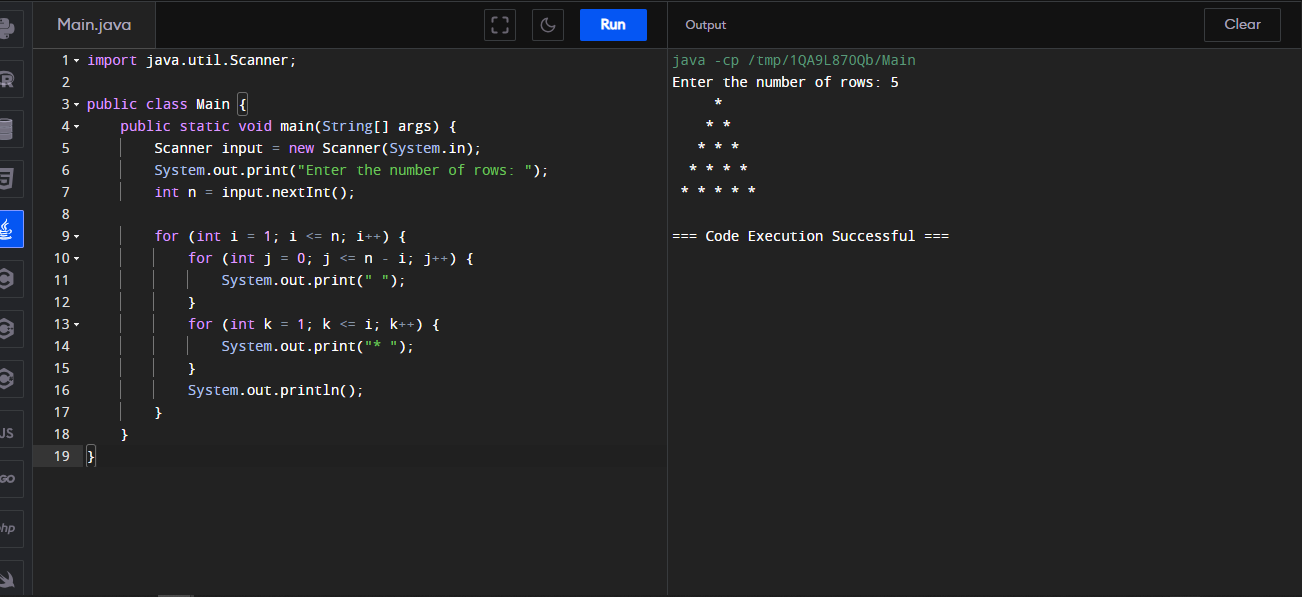 Main.java
Run
Output
Clear
1 import java.util.Scanner;
2
3 public class Main {
4     public static void main(String[] args) {
5         Scanner input = new Scanner(System.in);
6         System.out.print("Enter the number of rows: ");
7         int n = input.nextInt();
8
9         for (int i = 1; i <= n; i++) {
10             for (int j = 0; j <= n - i; j++) {
11                 System.out.print(" ");
12             }
13             for (int k = 1; k <= i; k++) {
14                 System.out.print("* ");
15             }
16             System.out.println();
17         }
18     }
19 }
java -cp /tmp/1QA9L87OQb/Main
Enter the number of rows: 5
     *
    * *
   * * *
  * * * *
 * * * * *
=== Code Execution Successful ===
R
JS
GO
php